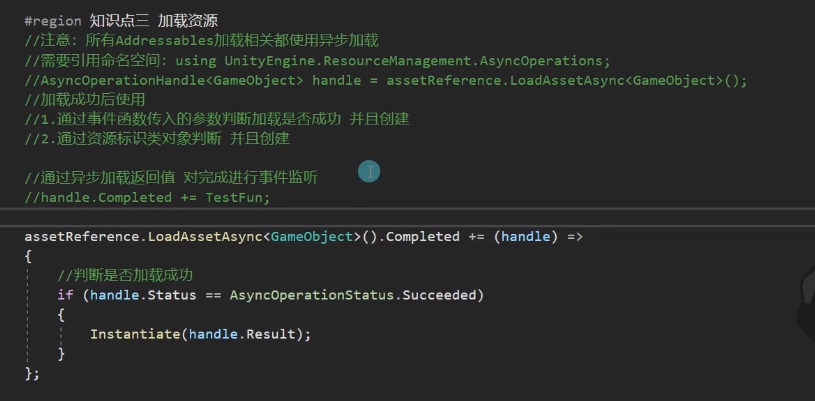 #region 知识点三 加载资源
//注意：所有Addressables加载相关都使用异步加载
//需要引用命名空间：using UnityEngine.ResourceManagement.AsyncOperations;
//AsyncOperationHandle<GameObject> handle = assetReference.LoadAssetAsync<GameObject>();
//加载成功后使用
//1.通过事件函数传入的参数判断加载是否成功 并且创建
//2.通过资源标识类对象判断 并且创建
//通过异步加载返回值 对完成进行事件监听
//handle.Completed += TestFun;
assetReference.LoadAssetAsync<GameObject>().Completed += (handle) =>
{
//判断是否加载成功
if (handle.Status == AsyncOperationStatus.Succeeded)
{
Instantiate(handle.Result);
}
};